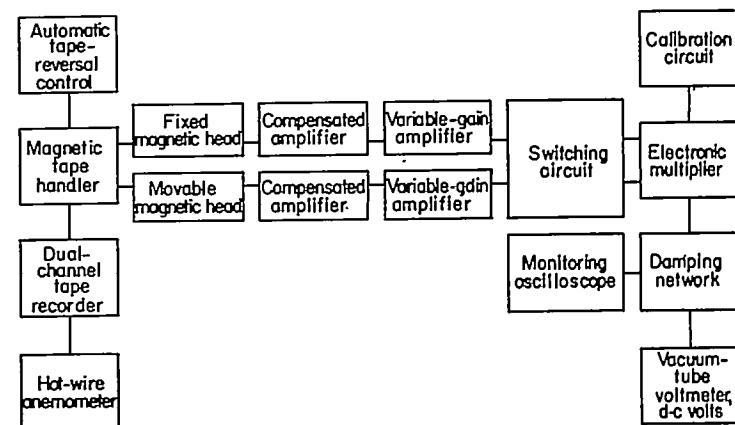 Automatic
tape-
reversal
control
Calibration
circuit
Fixed
magnetic head
Compensated
amplifier
Variable-gain
amplifier
Magnetic
tape
handler
Switching
circuit
Electronic
multiplier
Movable
magnetic head
Compensated
amplifier.
Variable-gain
amplifier
Dual-
channel
tape
recorder
Monitoring
oscilloscope
Damping
network
Hot-wire
anemometer
Vacuum-
tube
voltmeter,
d-c volts